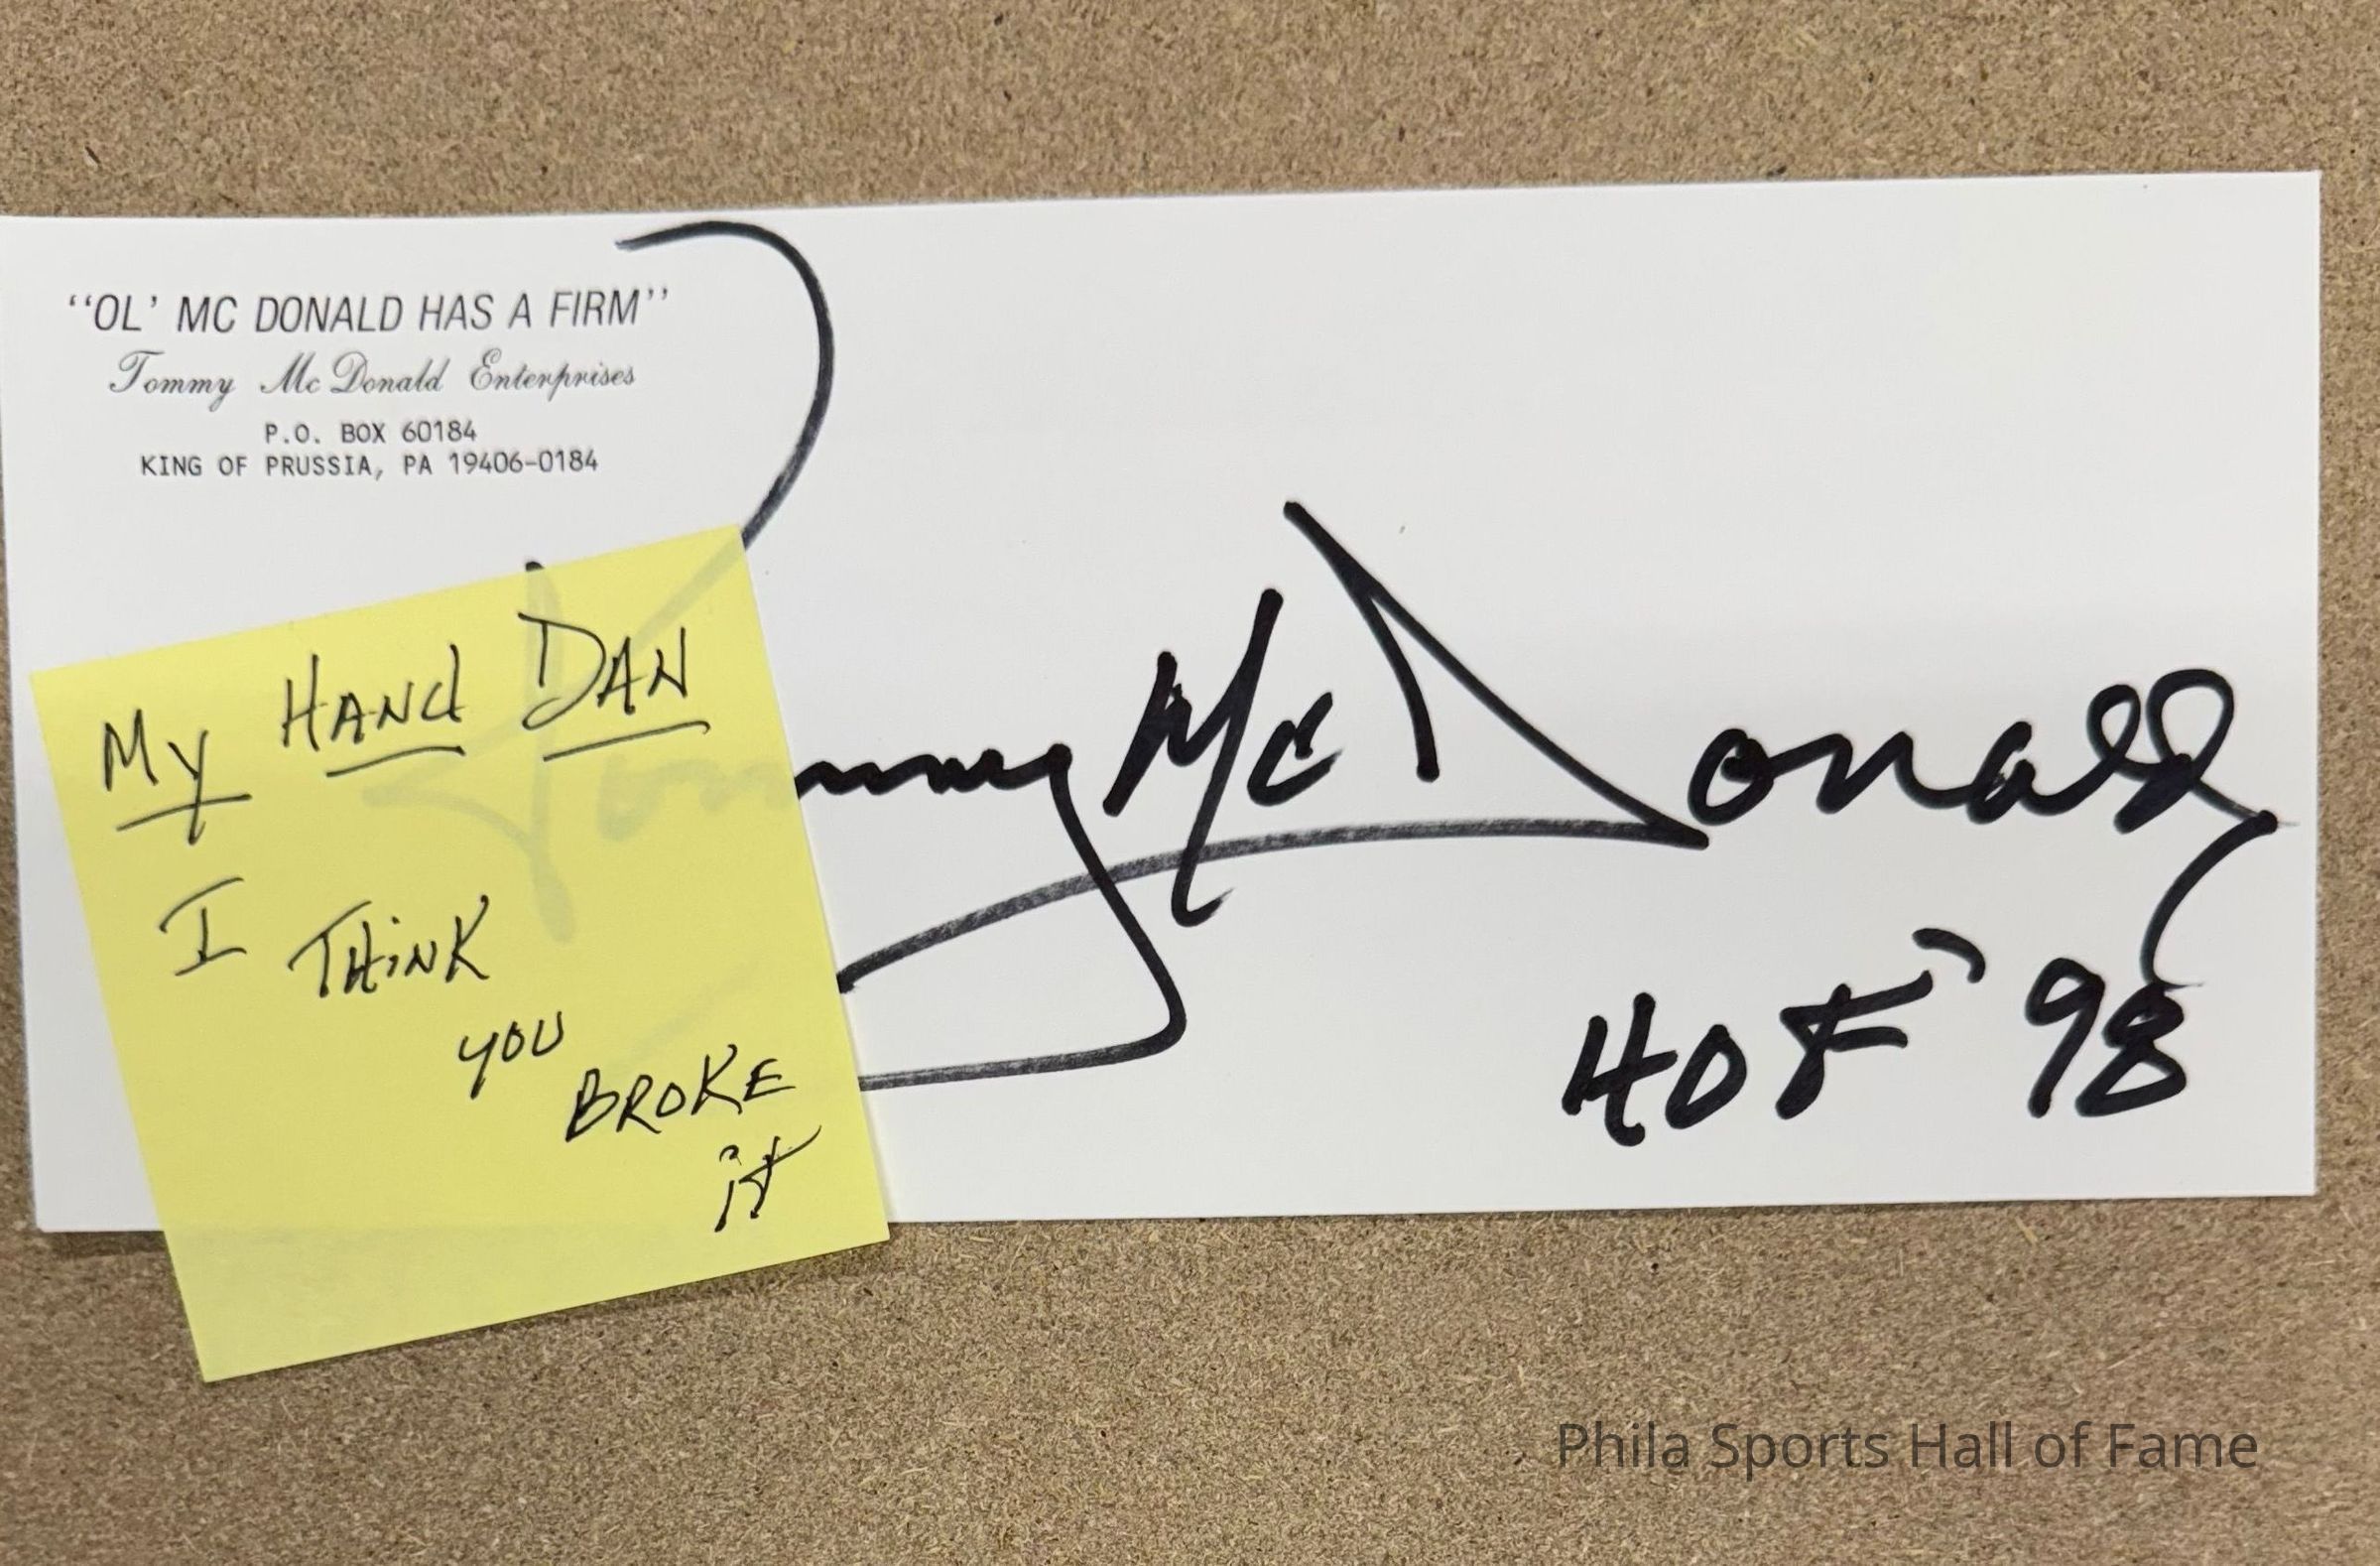 "OL' MC DONALD HAS A FIRM"
Tommy McDonald Enterprises
P.O. BOX 60184
KING OF PRUSSIA, PA 19406-0184
My HANd DAN
I THiNK
YOU
BROKE
it
Tommy McDonald
HOF '98
Phila Sports Hall of Fame